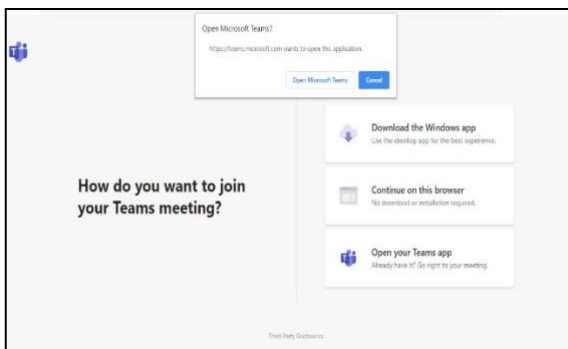 Open Microsoft Teams?
https://teams.microsoft.com wants to open this application.
Open Microsoft Teams
Cancel
How do you want to join
your Teams meeting?
Download the Windows app
Use the desktop app for the best experience.
Continue on this browser
No download or installation required.
Open your Teams app
Already have it? Go right to your meeting.
Third-Party Disclosures